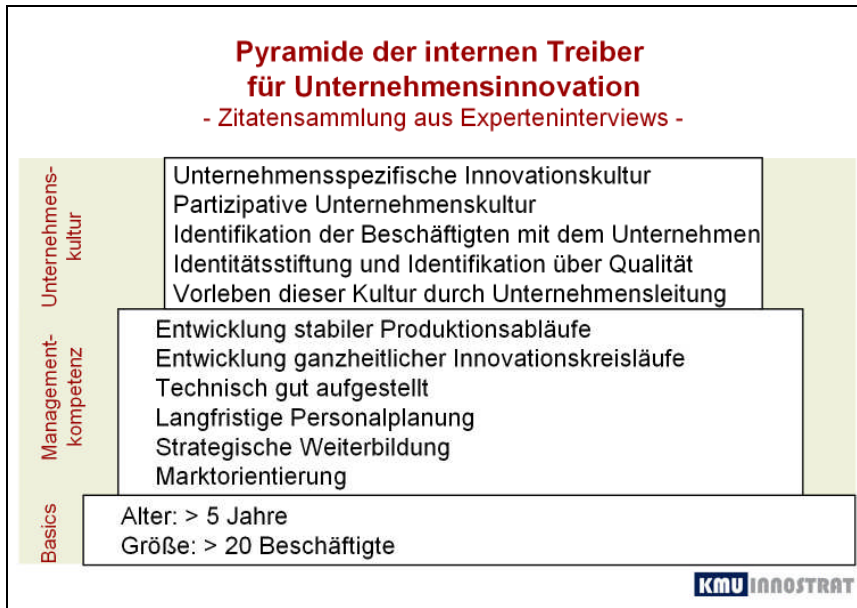 Pyramide der internen Treiber
für Unternehmensinnovation
- Zitatensammlung aus Experteninterviews -
Unternehmens-
kultur
Unternehmensspezifische Innovationskultur
Partizipative Unternehmenskultur
Identifikation der Beschäftigten mit dem Unternehmen
Identitätsstiftung und Identifikation über Qualität
Vorleben dieser Kultur durch Unternehmensleitung
Management-
kompetenz
Entwicklung stabiler Produktionsabläufe
Entwicklung ganzheitlicher Innovationskreisläufe
Technisch gut aufgestellt
Langfristige Personalplanung
Strategische Weiterbildung
Marktorientierung
Basics
Alter: > 5 Jahre
Größe: > 20 Beschäftigte
KMU INNOSTRAT